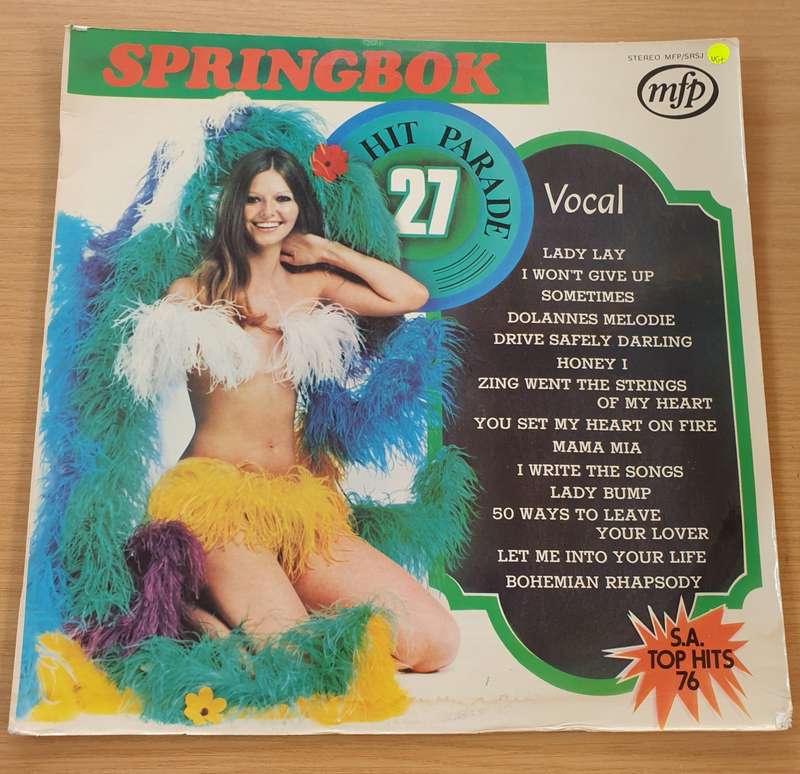 SPRINGBOK
HIT PARADE
27
STEREO MFP/SRSJ
VG+
mfp
Vocal
LADY LAY
I WON'T GIVE UP
SOMETIMES
DOLANNES MELODIE
DRIVE SAFELY DARLING
HONEY I
ZING WENT THE STRINGS
OF MY HEART
YOU SET MY HEART ON FIRE
MAMA MIA
I WRITE THE SONGS
LADY BUMP
50 WAYS TO LEAVE
YOUR LOVER
LET ME INTO YOUR LIFE
BOHEMIAN RHAPSODY
S.A.
TOP HITS
76